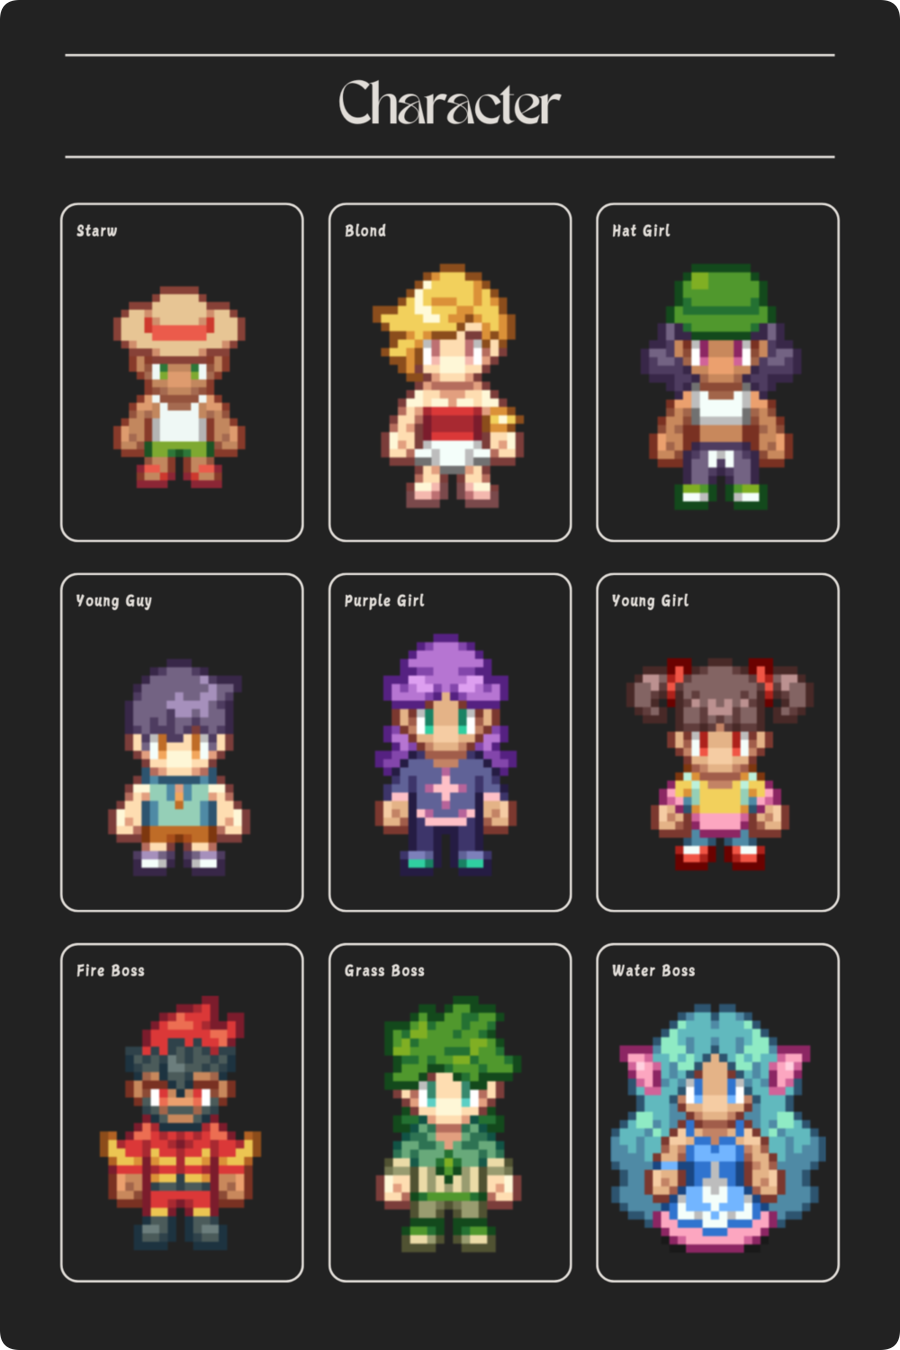 Character
Starw
Blond
Hat Girl
Young Guy
Purple Girl
Young Girl
Fire Boss
Grass Boss
Water Boss